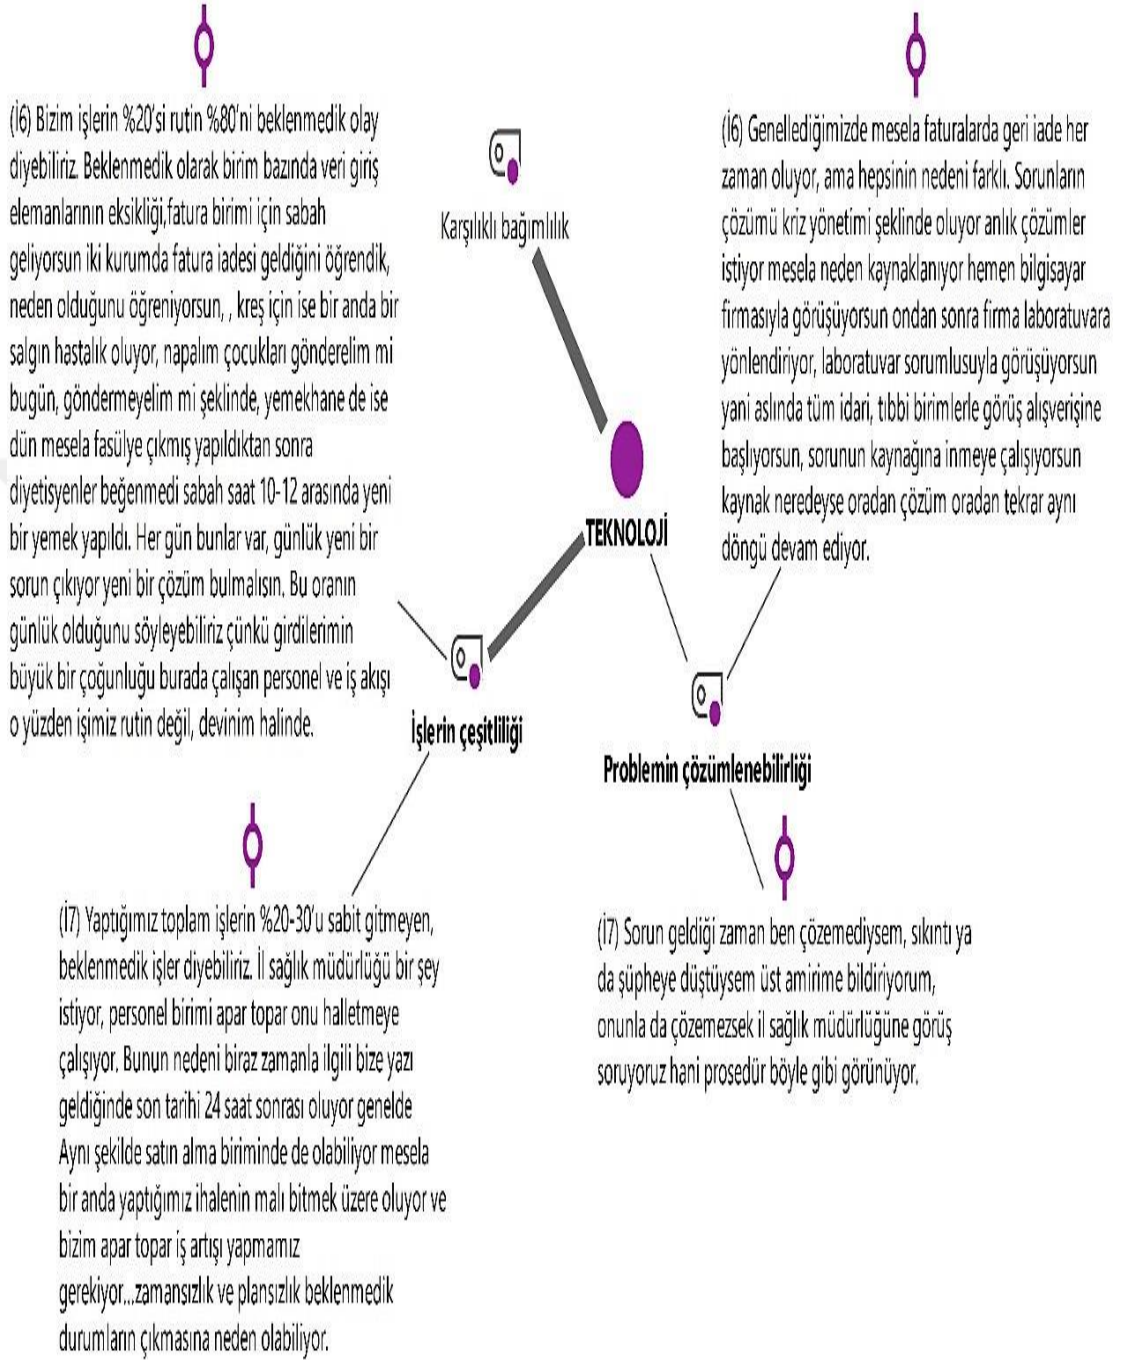 (İ6) Bizim işlerin %20'si rutin %80'ni beklenmedik olay
diyebiliriz. Beklenmedik olarak birim bazında veri giriş
elemanlarının eksikliği,fatura birimi için sabah
geliyorsun iki kurumda fatura iadesi geldiğini öğrendik,
neden olduğunu öğreniyorsun, , kreş için ise bir anda bir
salgın hastalık oluyor, napalım çocukları gönderelim mi
bugün, göndermeyelim mi şeklinde, yemekhane de ise
dün mesela fasülye çıkmış yapıldıktan sonra
diyetisyenler beğenmedi sabah saat 10-12 arasında yeni
bir yemek yapıldı. Her gün bunlar var, günlük yeni bir
sorun çıkıyor yeni bir çözüm bulmalısın. Bu oranın
günlük olduğunu söyleyebiliriz çünkü girdilerimin
büyük bir çoğunluğu burada çalışan personel ve iş akışı
o yüzden işimiz rutin değil, devinim halinde.
Karşılıklı bağımlılık
(İ6) Genellediğimizde mesela faturalarda geri iade her
zaman oluyor, ama hepsinin nedeni farklı. Sorunların
çözümü kriz yönetimi şeklinde oluyor anlık çözümler
istiyor mesela neden kaynaklanıyor hemen bilgisayar
firmasıyla görüşüyorsun ondan sonra firma laboratuvara
yönlendiriyor, laboratuvar sorumlusuyla görüşüyorsun
yani aslında tüm idari, tıbbi birimlerle görüş alışverişine
başlıyorsun, sorunun kaynağına inmeye çalışıyorsun
kaynak neredeyse oradan çözüm oradan tekrar aynı
döngü devam ediyor.
TEKNOLOJİ
İşlerin çeşitliliği
Problemin çözümlenebilirliği
(İ7) Yaptığımız toplam işlerin %20-30'u sabit gitmeyen,
beklenmedik işler diyebiliriz. İl sağlık müdürlüğü bir şey
istiyor, personel birimi apar topar onu halletmeye
çalışıyor. Bunun nedeni biraz zamanla ilgili bize yazı
geldiğinde son tarihi 24 saat sonrası oluyor genelde
Aynı şekilde satın alma biriminde de olabiliyor mesela
bir anda yaptığımız ihalenin malı bitmek üzere oluyor ve
bizim apar topar iş artışı yapmamız
gerekiyor...zamansızlık ve plansızlık beklenmedik
durumların çıkmasına neden olabiliyor.
(İ7) Sorun geldiği zaman ben çözemediysem, sıkıntı ya
da şüpheye düştüysem üst amirime bildiriyorum,
onunla da çözemezsek il sağlık müdürlüğüne görüş
soruyoruz hani prosedür böyle gibi görünüyor.